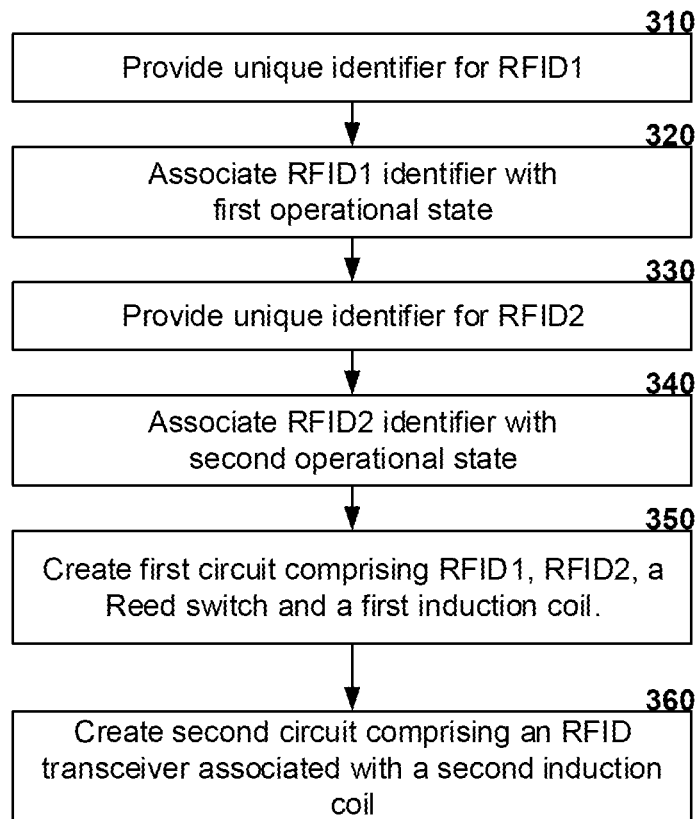 310
Provide unique identifier for RFID1
320
Associate RFID1 identifier with
first operational state
330
Provide unique identifier for RFID2
340
Associate RFID2 identifier with
second operational state
350
Create first circuit comprising RFID1, RFID2, a
Reed switch and a first induction coil.
360
Create second circuit comprising an RFID
transceiver associated with a second induction
coil